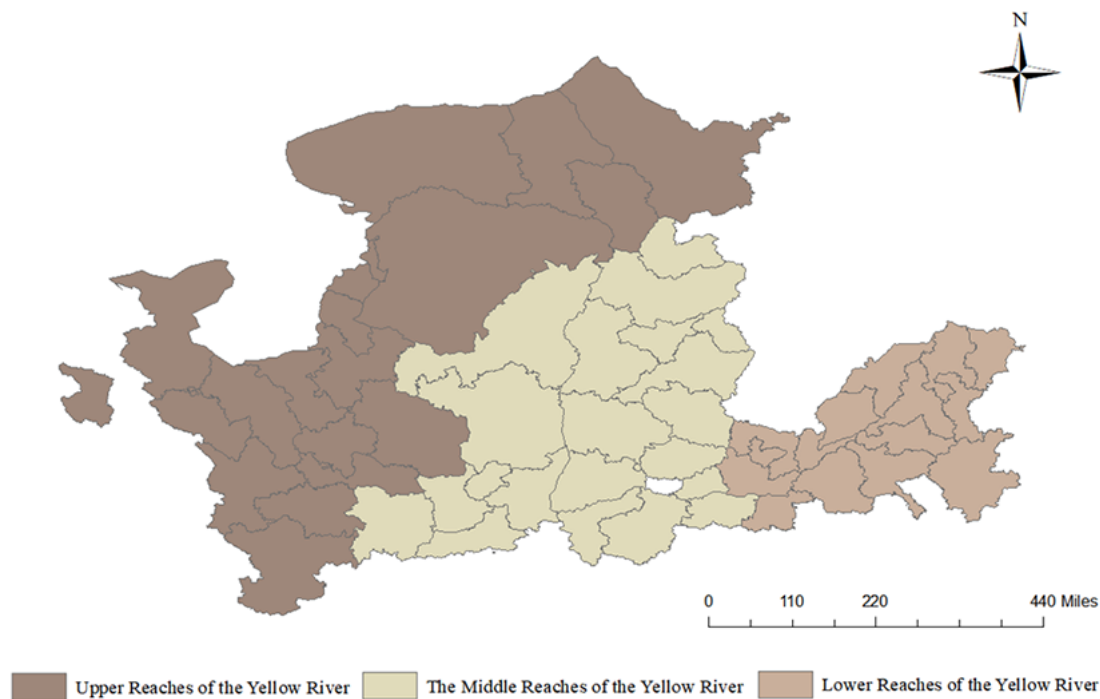 N
0 110 220 440 Miles
Upper Reaches of the Yellow River The Middle Reaches of the Yellow River Lower Reaches of the Yellow River